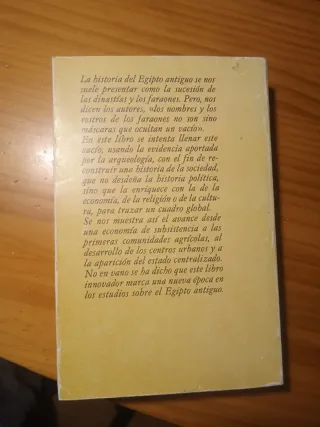 La historia del Egipto antiguo se nos
suele presentar como la sucesión de
las dinastías y los faraones. Pero, nos
dicen los autores, «los nombres y los
rostros de los faraones no son sino
máscaras que ocultan un vacío».
En este libro se intenta llenar este
vacío, usando la evidencia aportada
por la arqueología, con el fin de re-
construir una historia de la sociedad,
que no desdeña la historia política,
sino que la enriquece con la de la
economía, de la religión o de la cultu-
ra, para trazar un cuadro global.
Se nos muestra así el avance desde
una economía de subsistencia a las
primeras comunidades agrícolas, al
desarrollo de los centros urbanos y a
la aparición del estado centralizado.
No en vano se ha dicho que este libro
innovador marca una nueva época en
los estudios sobre el Egipto antiguo.